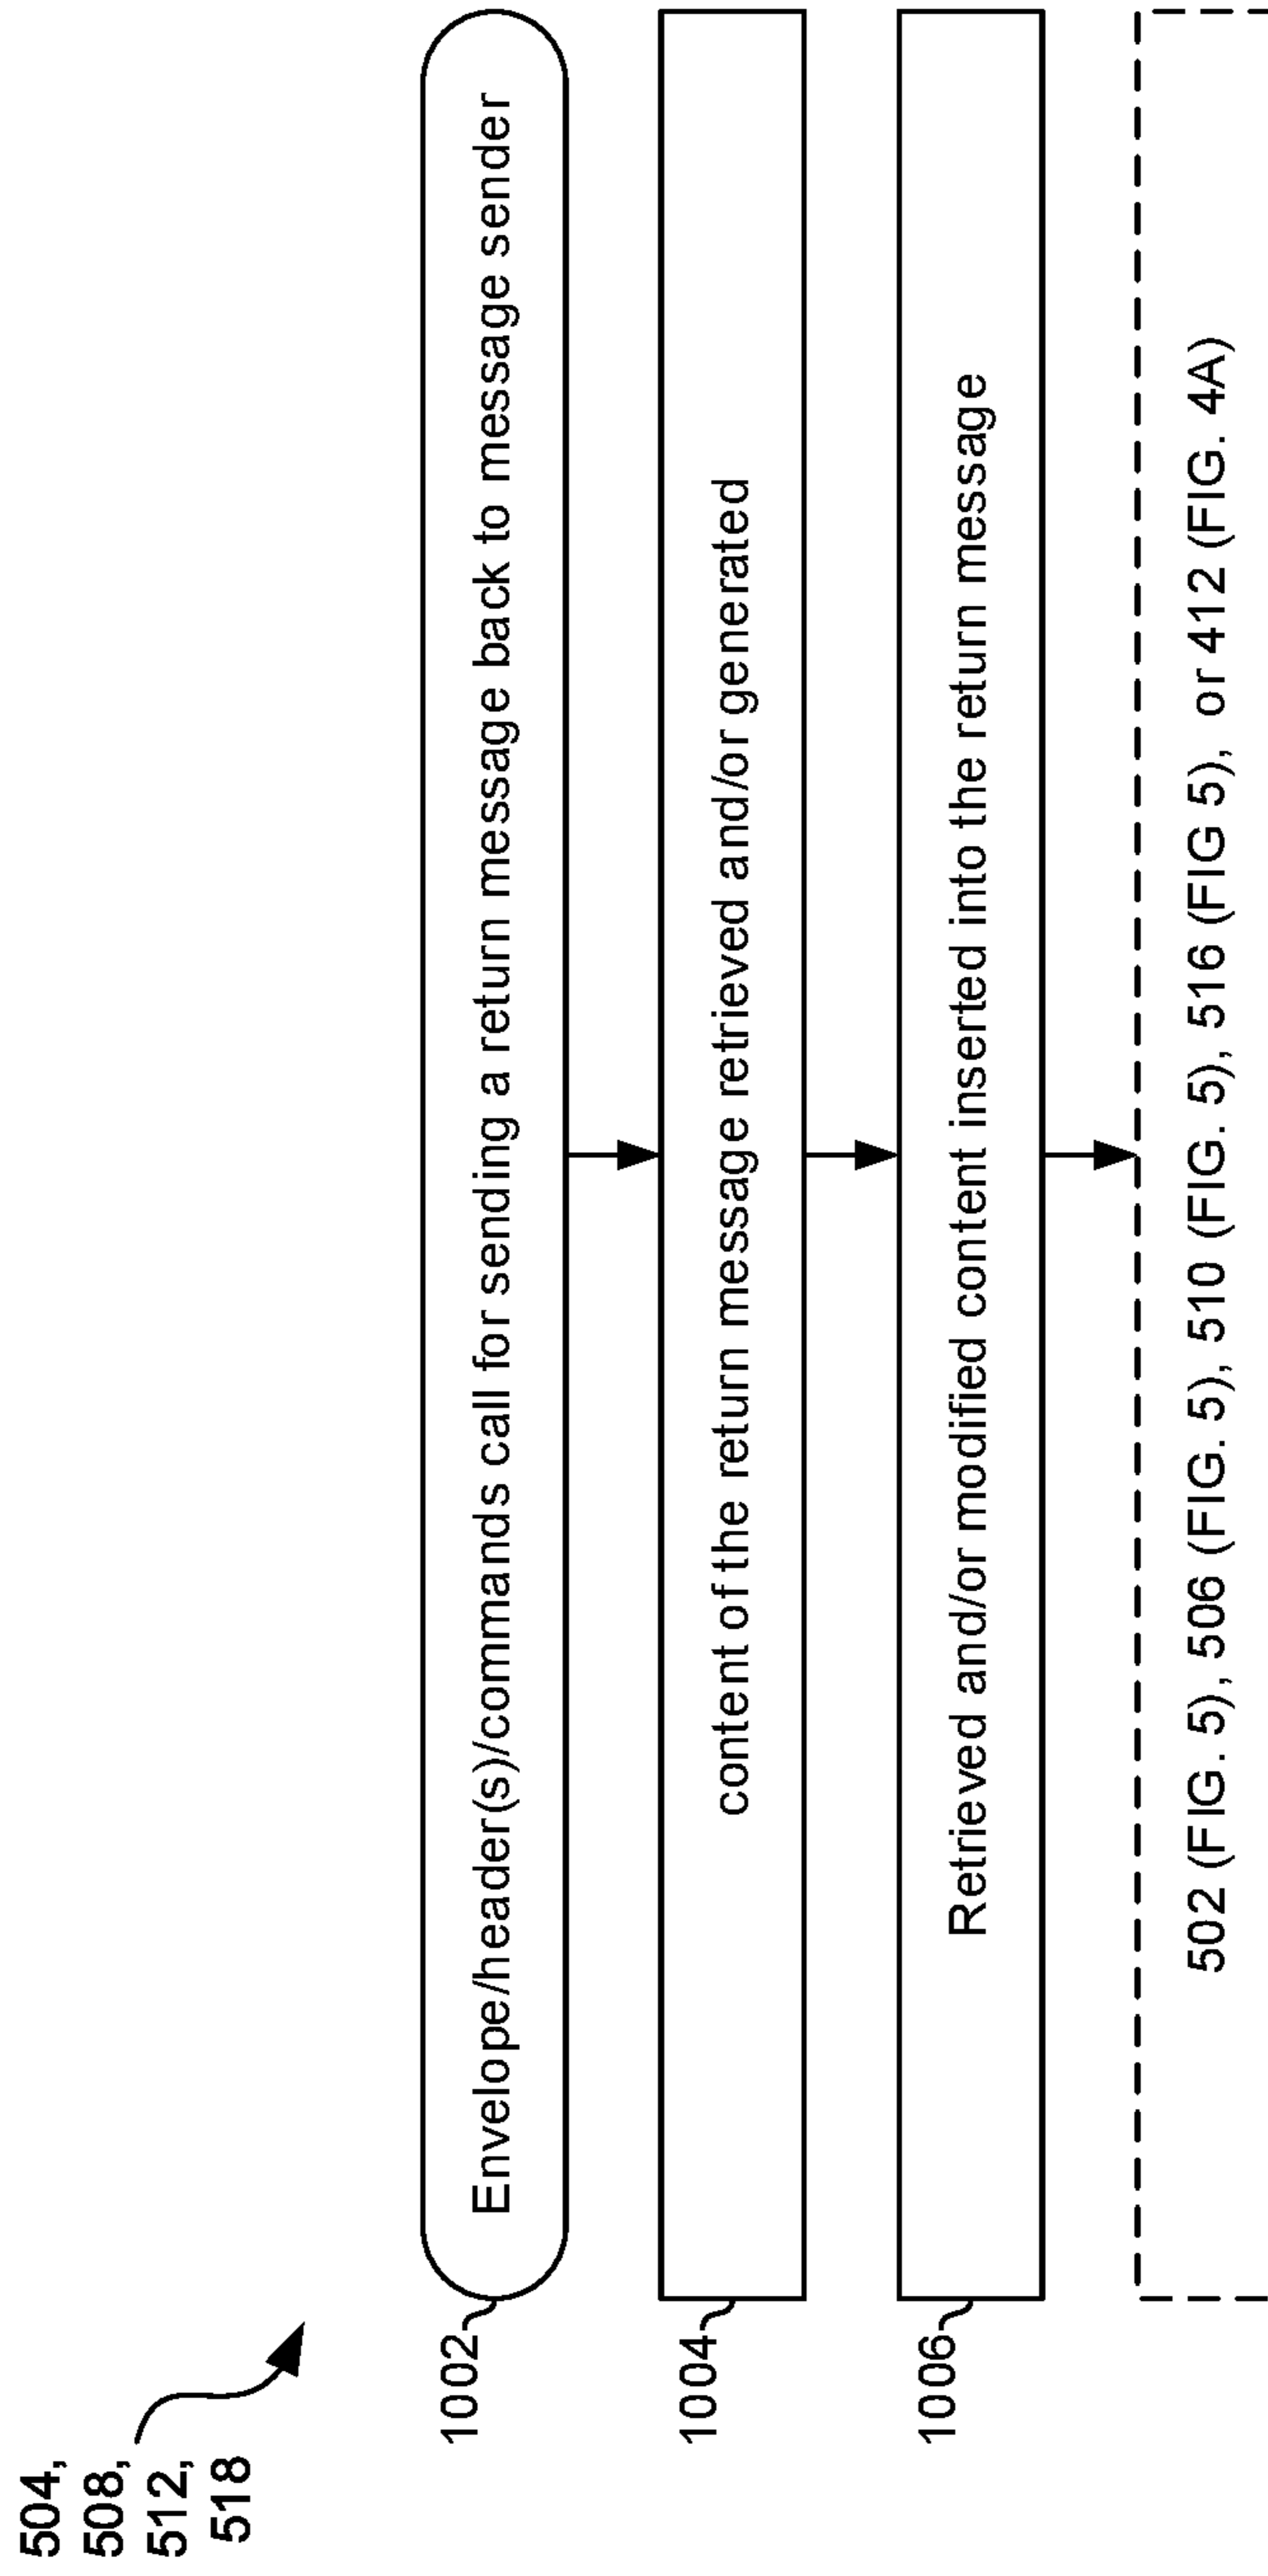 504,
508,
512,
518
1002
Envelope/header(s)/commands call for sending a return message back to message sender
1004
content of the return message retrieved and/or generated
1006
Retrieved and/or modified content inserted into the return message
502 (FIG. 5), 506 (FIG. 5), 510 (FIG. 5), 516 (FIG 5), or 412 (FIG. 4A)